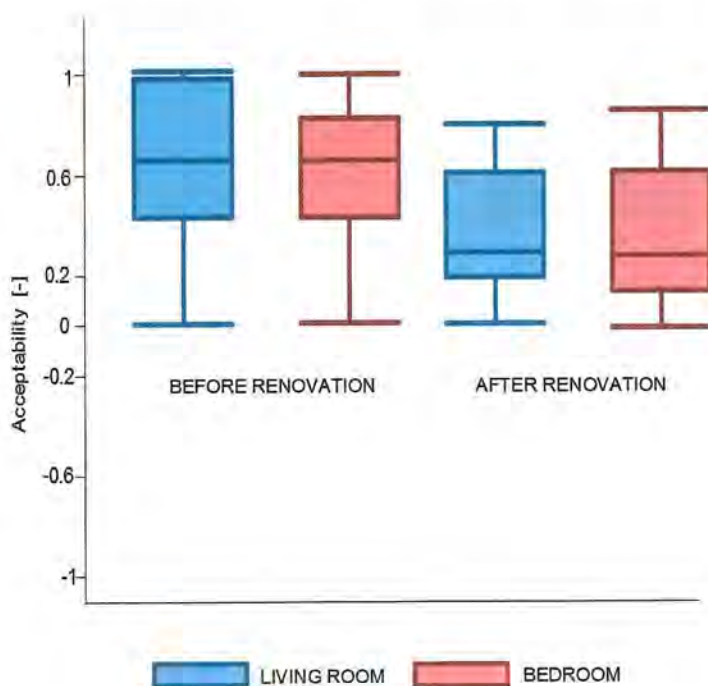 Acceptability [-]
1
0.6
0.2
0
-0.2
-0.6
-1
BEFORE RENOVATION
AFTER RENOVATION
LIVING ROOM
BEDROOM